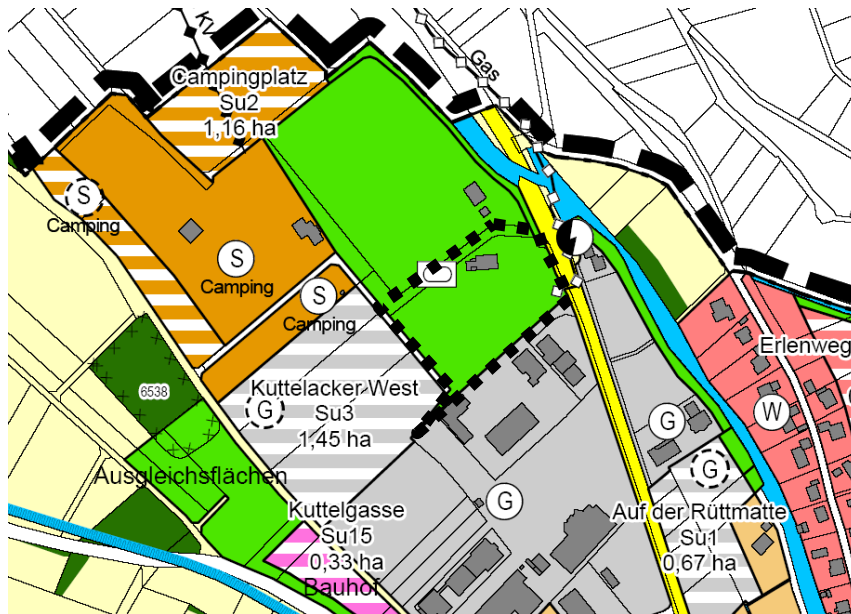 KV
Gas
Campingplatz
Su2
1,16 ha
S
Camping
S
Camping
S
Camping
Erlenweg
6538
Kuttelacker West
Su3
G
1,45 ha
W
G
Ausgleichsflächen
G
Kuttelgasse
Su15
0,33 ha
Bauhof
G
Auf der Rüttmatte
Su1
0,67 ha